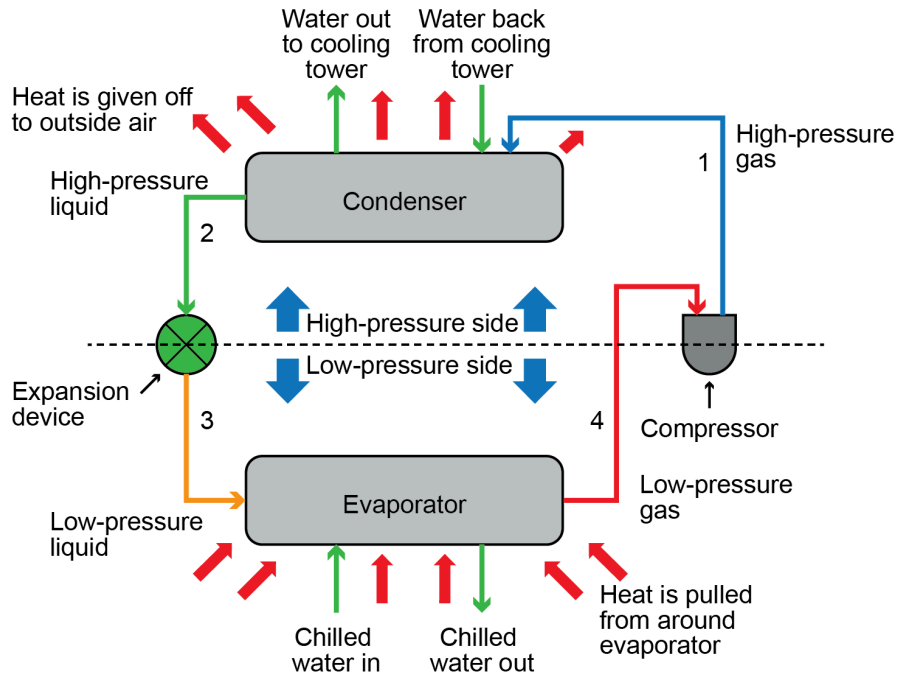 Water out
to cooling
tower
Water back
from cooling
tower
Heat is given off
to outside air
High-pressure
gas
1
High-pressure
liquid
Condenser
2
High-pressure side
Low-pressure side
Expansion
device
3
4
Compressor
Low-pressure
liquid
Evaporator
Low-pressure
gas
Chilled
water in
Chilled
water out
Heat is pulled
from around
evaporator